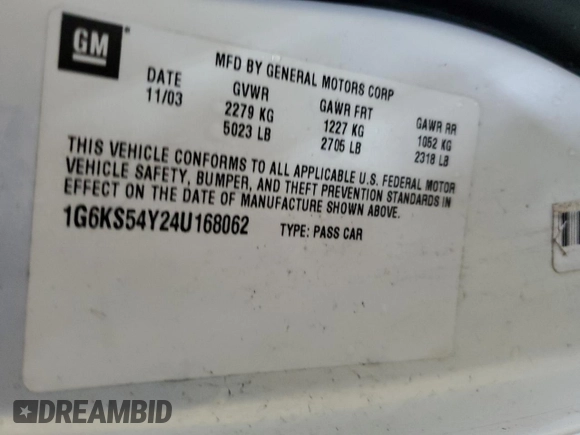 GM
MFD BY GENERAL MOTORS CORP
DATE GVWR GAWR FRT GAWR RR
11/03 2279 KG 1227 KG 1052 KG
5023 LB 2705 LB 2318 LB
THIS VEHICLE CONFORMS TO ALL APPLICABLE U.S. FEDERAL MOTOR
VEHICLE SAFETY, BUMPER, AND THEFT PREVENTION STANDARDS IN
EFFECT ON THE DATE OF MANUFACTURE SHOWN ABOVE.
1G6KS54Y24U168062 TYPE: PASS CAR
DREAMBID